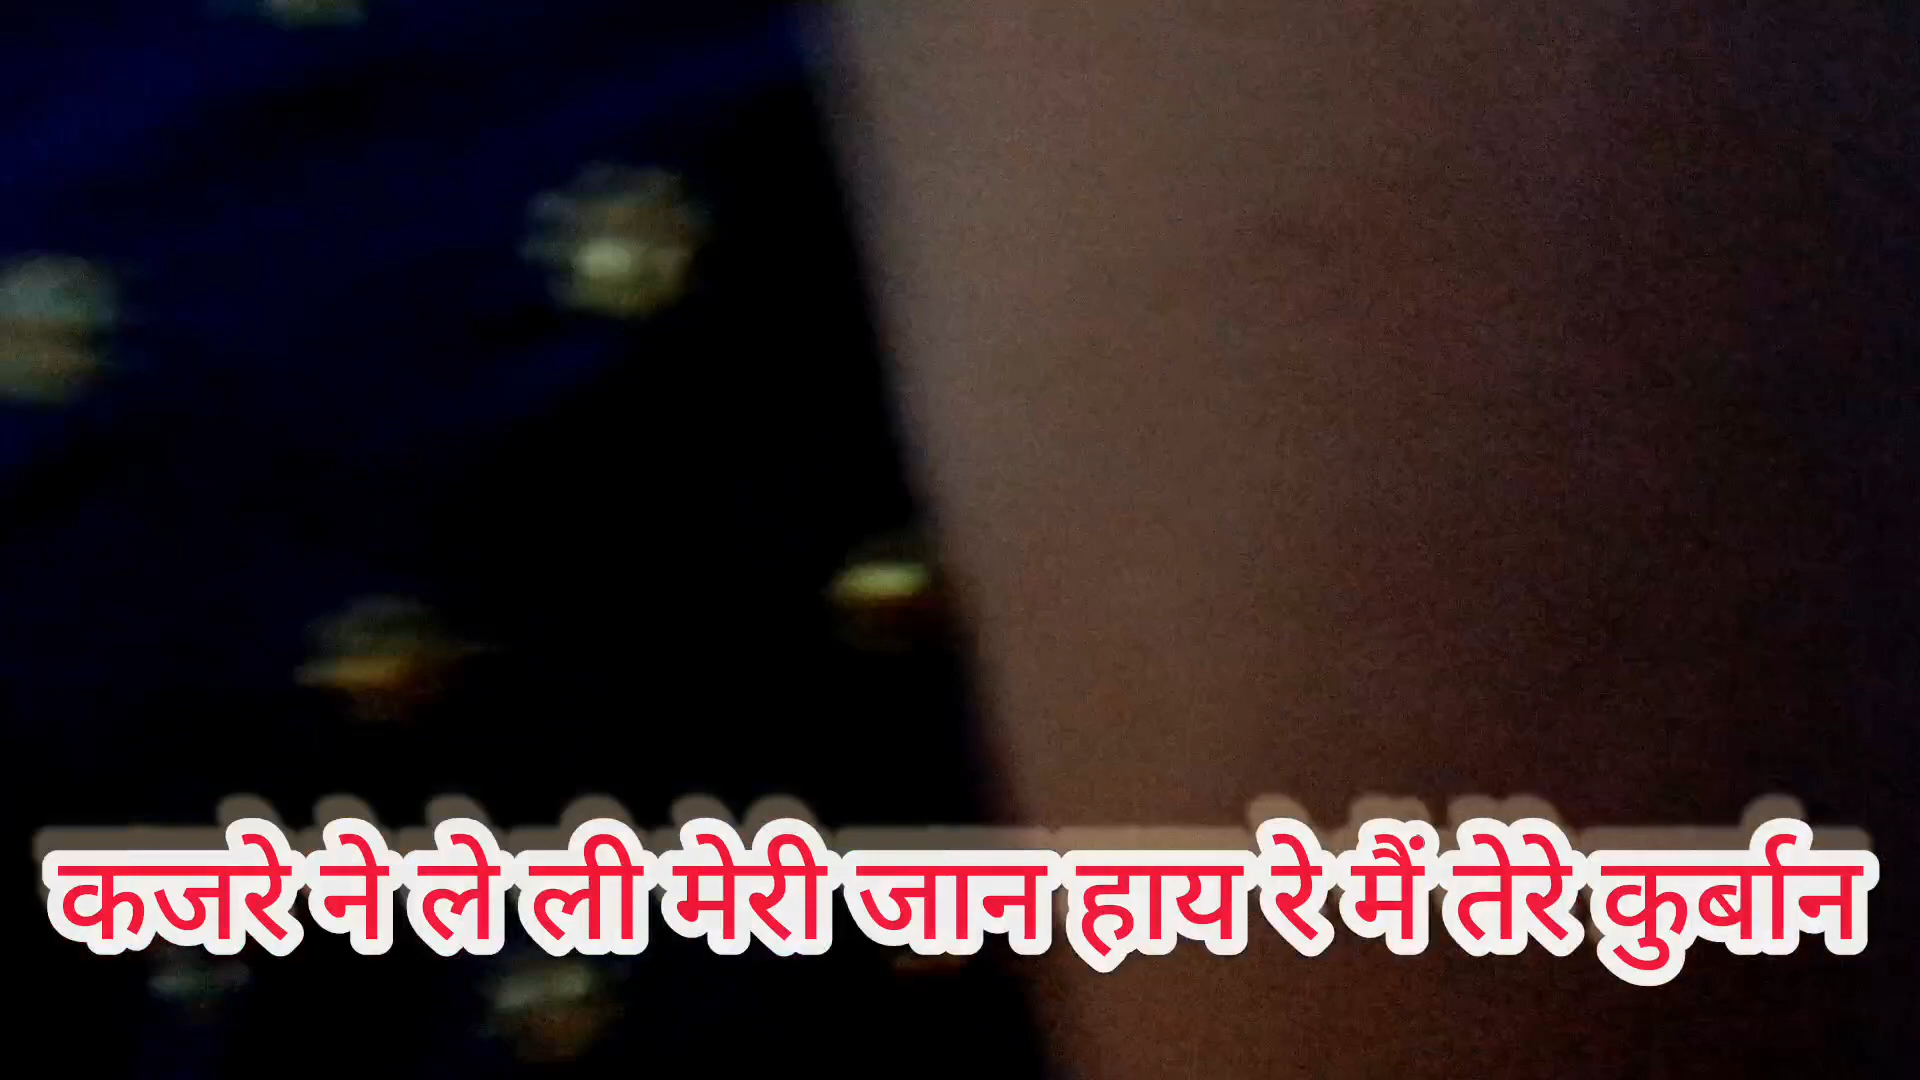 कजरे ने ले ली मेरी जान हाय रे मैं तेरे कुर्बान